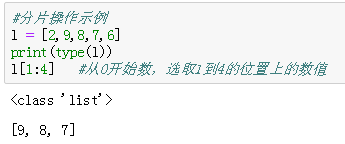 #分片操作示例
l = [2,9,8,7,6]
print(type(l))
l[1:4]   #从0开始数，选取1到4的位置上的数值
<class 'list'>
[9, 8, 7]